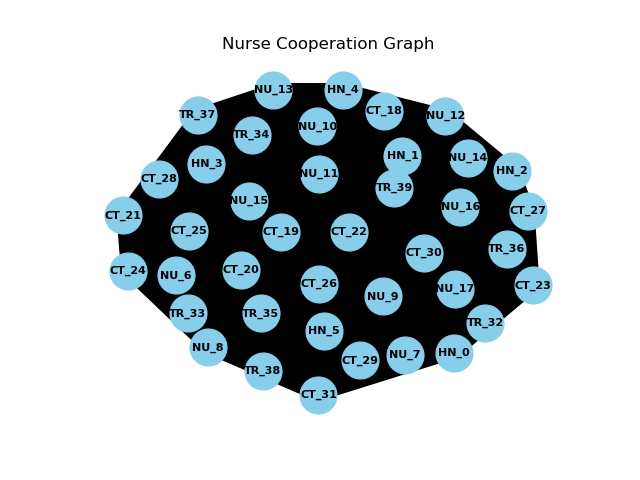 Nurse Cooperation Graph
NU_13
HN_4
CT_18
TR_37
NU_12
NU_10
TR_34
HN_1
NU_14
HN_3
HN_2
NU_11
CT_28
TR_39
NU_15
NU_16
CT_27
CT_21
CT_25
CT_19
CT_22
TR_36
CT_30
CT_24
NU_6
CT_20
CT_26
CT_23
NU_17
NU_9
TR_33
TR_35
TR_32
HN_5
NU_8
HN_0
NU_7
CT_29
TR_38
CT_31